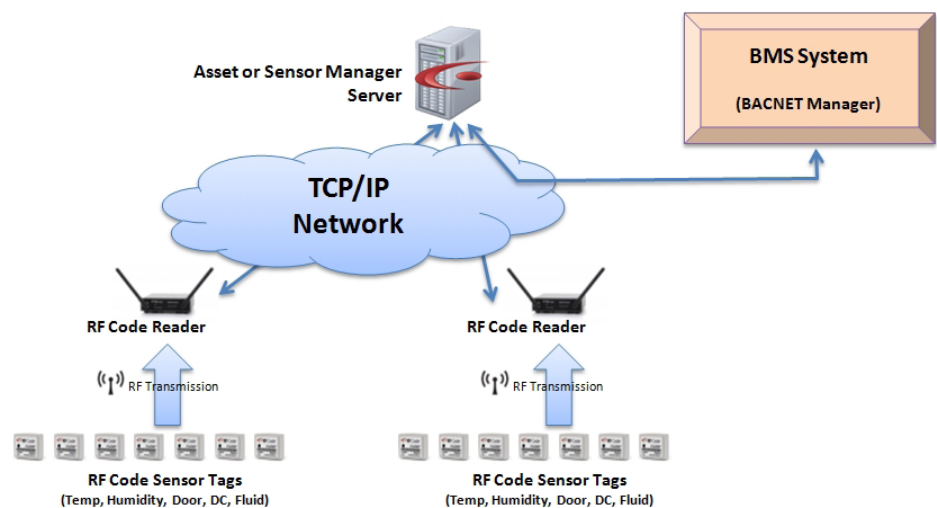 Asset or Sensor Manager
Server
BMS System
(BACNET Manager)
TCP/IP
Network
RF Code Reader
RF Code Reader
RF Transmission
RF Transmission
RF Code Sensor Tags
(Temp, Humidity, Door, DC, Fluid)
RF Code Sensor Tags
(Temp, Humidity, Door, DC, Fluid)